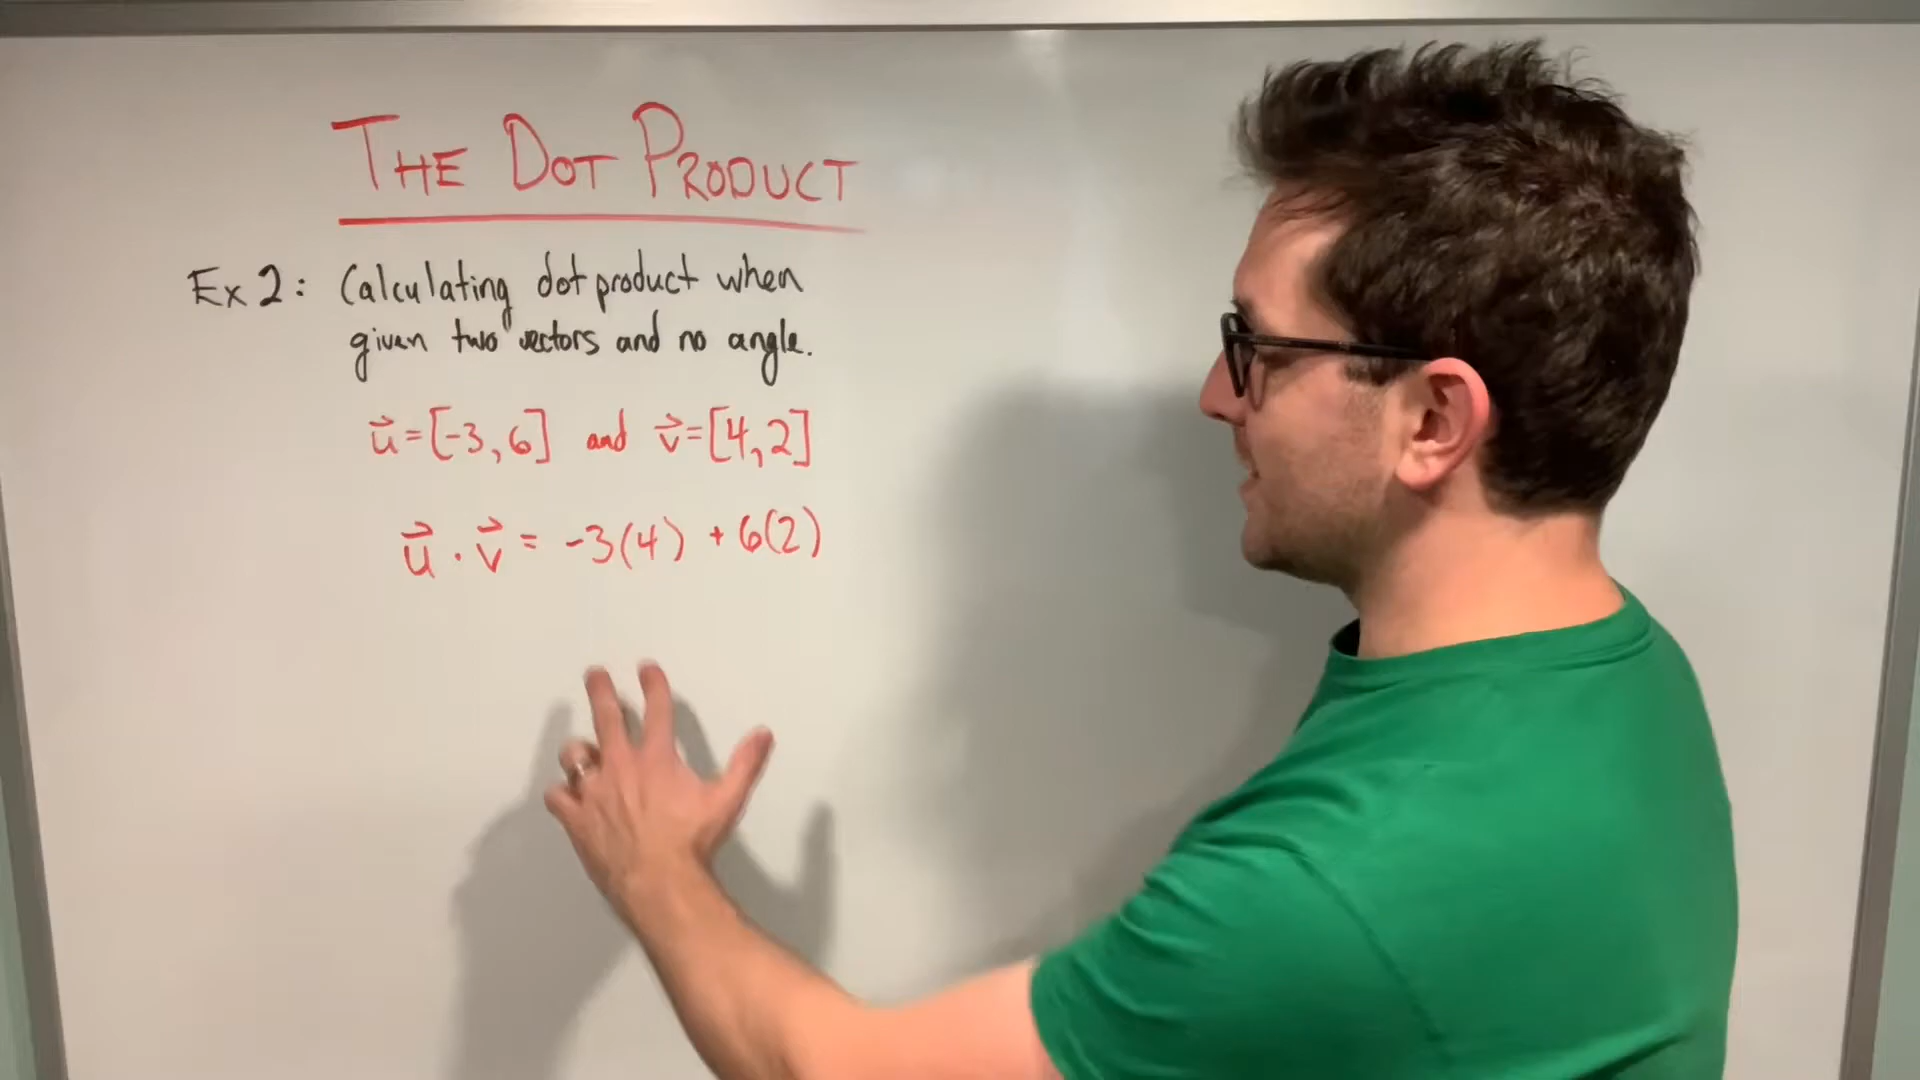 THE DOT PRODUCT
Ex 2: Calculating dot product when
given two vectors and no angle.
u⃗ = [-3, 6] and v⃗ = [4, 2]
u⃗ · v⃗ = -3(4) + 6(2)